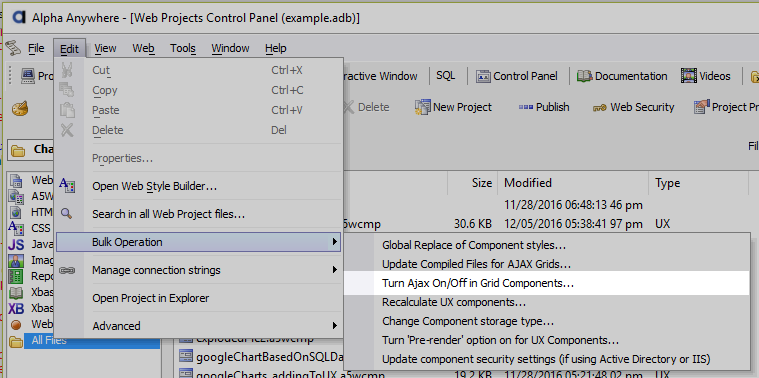 Alpha Anywhere - [Web Projects Control Panel (example.adb)]
File Edit View Web Tools Window Help
Pro
ractive Window SQL Control Panel Documentation Videos
Delete New Project Publish Web Security Project Pr
Cut Ctrl+X
Copy Ctrl+C
Paste Ctrl+V
Delete Del
Properties...
Open Web Style Builder...
Search in all Web Project files...
Bulk Operation
Manage connection strings
Open Project in Explorer
Advanced
Cha
Fil
Web
A5W
HTM
CSS
Java
Imag
Repo
Xbas
Xbas
Web
All Files
Size Modified Type
11/28/2016 06:48:13 46 pm
a5wcmp 30.6 KB 12/05/2016 05:38:41 97 pm UX
Global Replace of Component styles...
Update Compiled Files for AJAX Grids...
Turn Ajax On/Off in Grid Components...
Recalculate UX components...
Change Component storage type...
Turn 'Pre-render' option on for UX Components...
Update component security settings (if using Active Directory or IIS)
googleChartBasedOnSQLDa
googleCharts_addingToUX.a5wcmp 48.2 KB 11/21/2016 02:51:48 02 pm UX